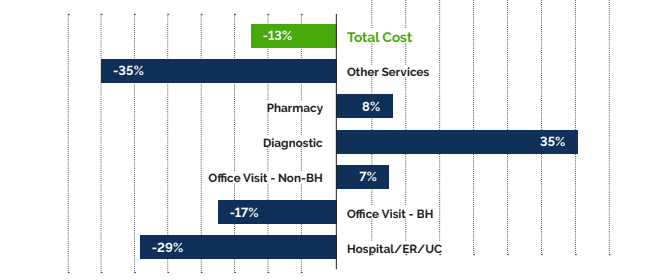 -13% Total Cost
-35% Other Services
Pharmacy 8%
Diagnostic 35%
Office Visit - Non-BH 7%
-17% Office Visit - BH
-29% Hospital/ER/UC